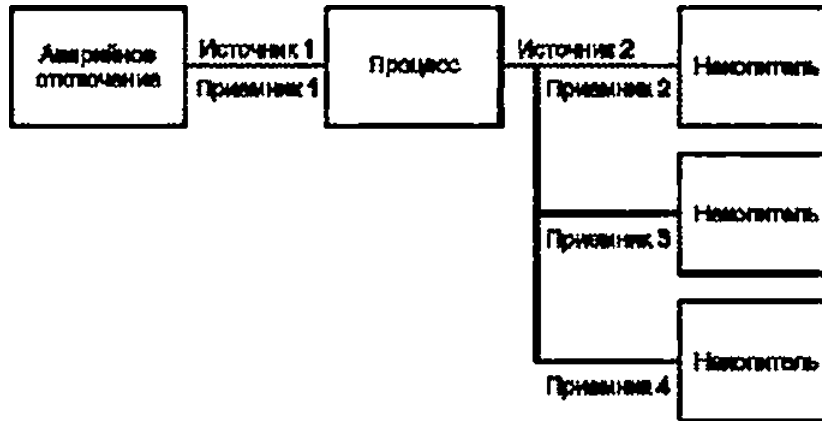 Аварийное
отключение
Источник 1
Приемник 1
Процесс
Источник 2
Приемник 2
Накопитель
Приемник 3
Накопитель
Приемник 4
Накопитель